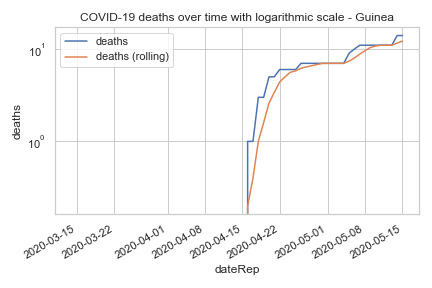 COVID-19 deaths over time with logarithmic scale - Guinea
deaths
deaths (rolling)
10¹
10⁰
deaths
2020-03-15
2020-03-22
2020-04-01
2020-04-08
2020-04-15
2020-04-22
2020-05-01
2020-05-08
2020-05-15
dateRep